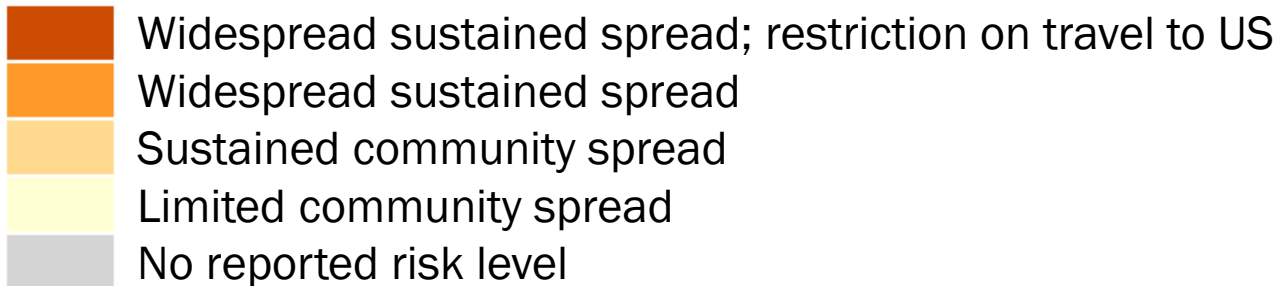 Widespread sustained spread; restriction on travel to US
Widespread sustained spread
Sustained community spread
Limited community spread
No reported risk level